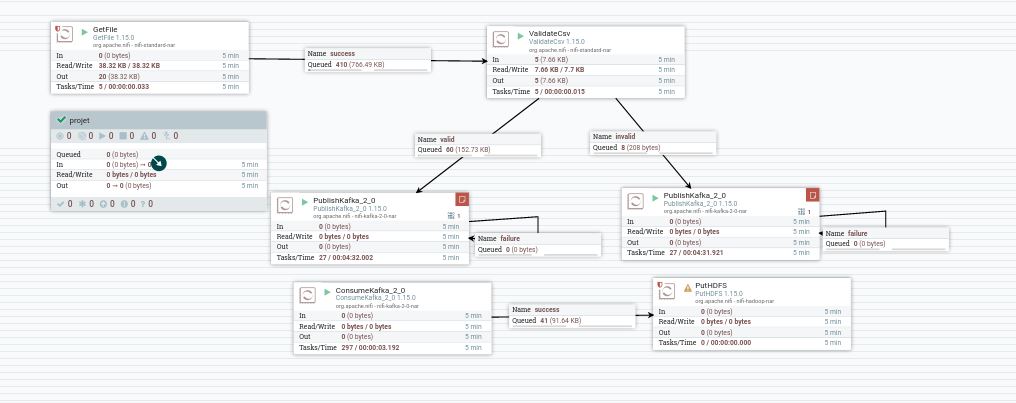 GetFile
GetFile 1.15.0
org.apache.nifi - nifi-standard-nar
In 0 (0 bytes) 5 min
Read/Write 38.32 KB / 38.32 KB 5 min
Out 20 (38.32 KB) 5 min
Tasks/Time 5 / 00:00:00.033 5 min
Name success
Queued 410 (766.49 KB)
ValidateCsv
ValidateCsv 1.15.0
org.apache.nifi - nifi-standard-nar
In 5 (7.66 KB) 5 min
Read/Write 7.66 KB / 7.7 KB 5 min
Out 5 (7.66 KB) 5 min
Tasks/Time 5 / 00:00:00.015 5 min
projet
0 0 0 0 0 0
Queued 0 (0 bytes)
In 0 (0 bytes) → 0 5 min
Read/Write 0 bytes / 0 bytes 5 min
Out 0 → 0 (0 bytes) 5 min
0 0 0 0 ? 0
Name valid
Queued 60 (152.73 KB)
Name invalid
Queued 8 (208 bytes)
PublishKafka_2_0
PublishKafka_2_0 1.15.0
org.apache.nifi - nifi-kafka-2-0-nar
1
In 0 (0 bytes) 5 min
Read/Write 0 bytes / 0 bytes 5 min
Out 0 (0 bytes) 5 min
Tasks/Time 27 / 00:04:32.002 5 min
Name failure
Queued 0 (0 bytes)
PublishKafka_2_0
PublishKafka_2_0 1.15.0
org.apache.nifi - nifi-kafka-2-0-nar
1
In 0 (0 bytes) 5 min
Read/Write 0 bytes / 0 bytes 5 min
Out 0 (0 bytes) 5 min
Tasks/Time 27 / 00:04:31.921 5 min
Name failure
Queued 0 (0 bytes)
ConsumeKafka_2_0
ConsumeKafka_2_0 1.15.0
org.apache.nifi - nifi-kafka-2-0-nar
In 0 (0 bytes) 5 min
Read/Write 0 bytes / 0 bytes 5 min
Out 0 (0 bytes) 5 min
Tasks/Time 297 / 00:00:03.192 5 min
Name success
Queued 41 (91.64 KB)
PutHDFS
PutHDFS 1.15.0
org.apache.nifi - nifi-hadoop-nar
In 0 (0 bytes) 5 min
Read/Write 0 bytes / 0 bytes 5 min
Out 0 (0 bytes) 5 min
Tasks/Time 0 / 00:00:00.000 5 min